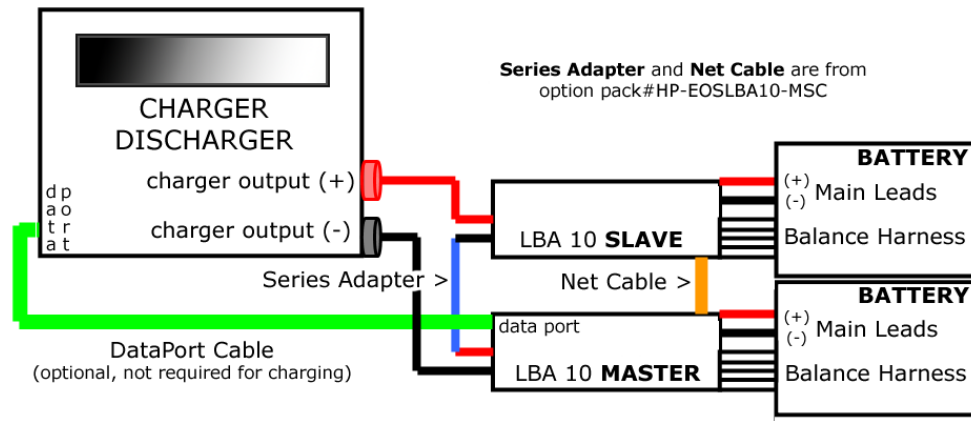 Series Adapter and Net Cable are from
option pack#HP-EOSLBA10-MSC
CHARGER
DISCHARGER
charger output (+)
charger output (-)
data port
LBA 10 SLAVE
BATTERY
(+)
(-)
Main Leads
Balance Harness
Series Adapter >
Net Cable >
data port
LBA 10 MASTER
BATTERY
(+)
(-)
Main Leads
Balance Harness
DataPort Cable
(optional, not required for charging)